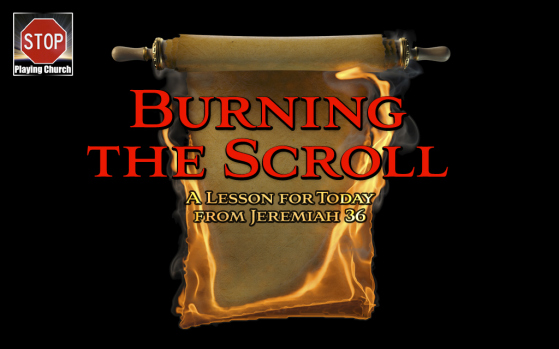 STOP
Playing Church
BURNING
THE SCROLL
A LESSON FOR TODAY
FROM JEREMIAH 36